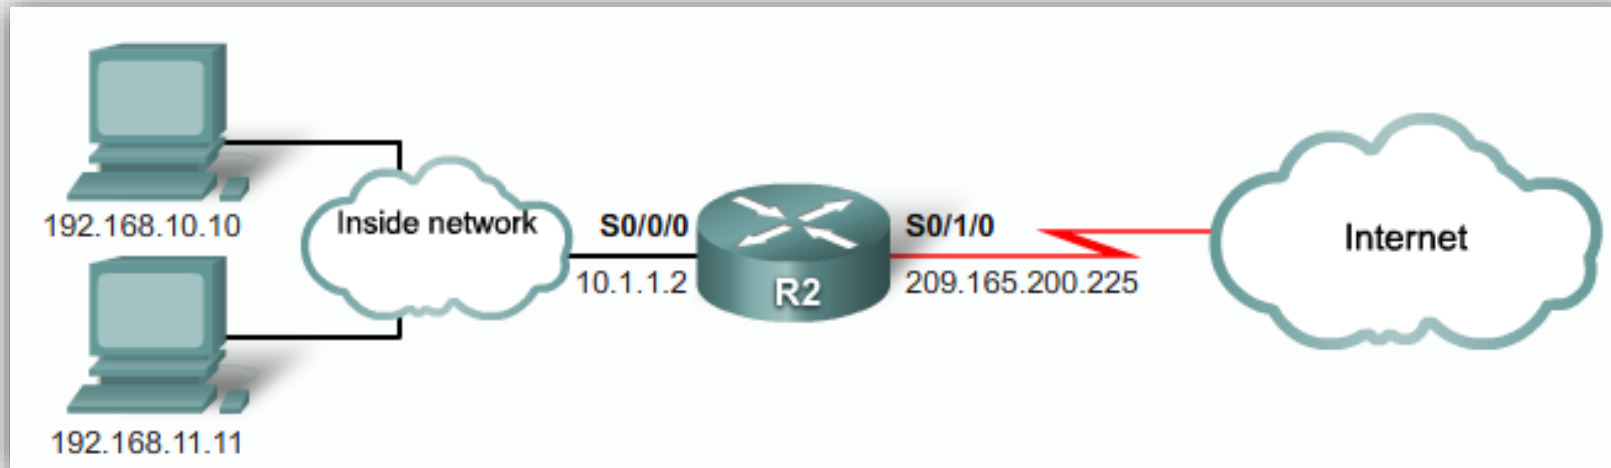 192.168.10.10
Inside network
S0/0/0
10.1.1.2
R2
S0/1/0
209.165.200.225
Internet
192.168.11.11